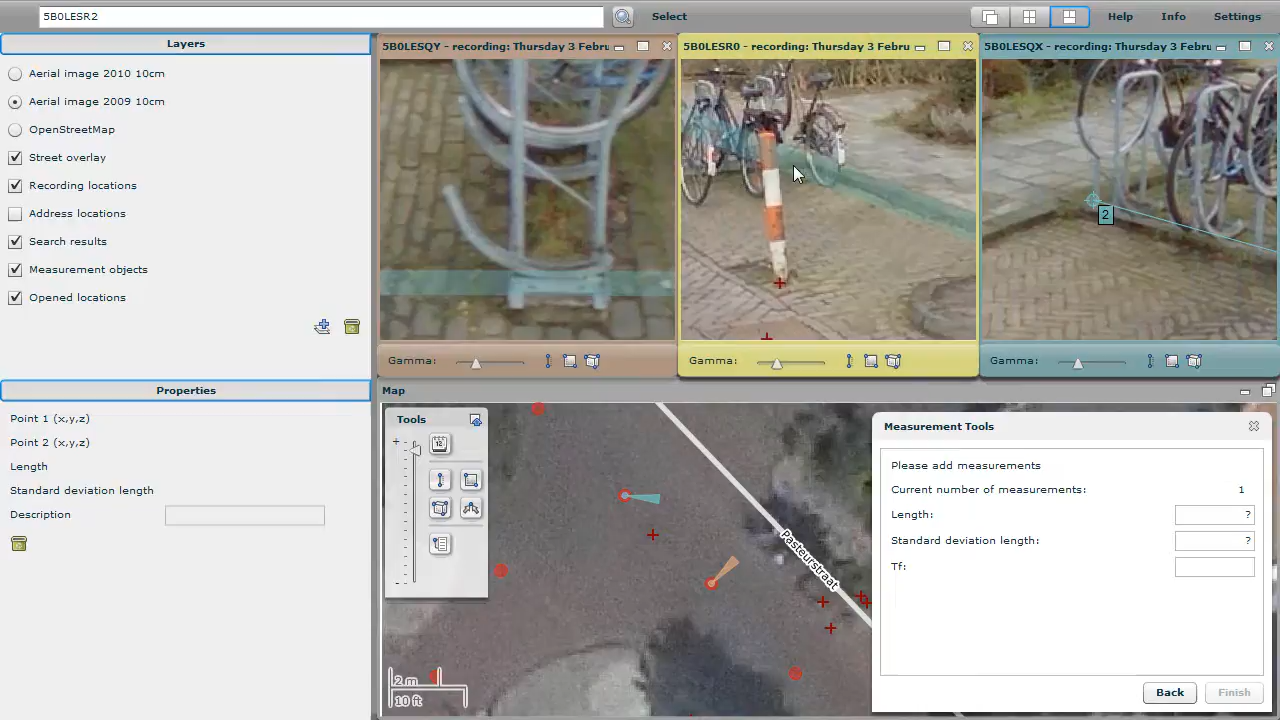 5B0LESR2
Select
Help
Info
Settings
Layers
Aerial image 2010 10cm
Aerial image 2009 10cm
OpenStreetMap
Street overlay
Recording locations
Address locations
Search results
Measurement objects
Opened locations
5B0LESQY - recording: Thursday 3 Febru
5B0LESR0 - recording: Thursday 3 Febru
5B0LESQX - recording: Thursday 3 Febru
2
Gamma:
Gamma:
Gamma:
Properties
Point 1 (x,y,z)
Point 2 (x,y,z)
Length
Standard deviation length
Description
Map
Tools
+
12
-
2 m
10 ft
Pasteurstraat
Measurement Tools
Please add measurements
Current number of measurements: 1
Length: ?
Standard deviation length: ?
Tf:
Back
Finish